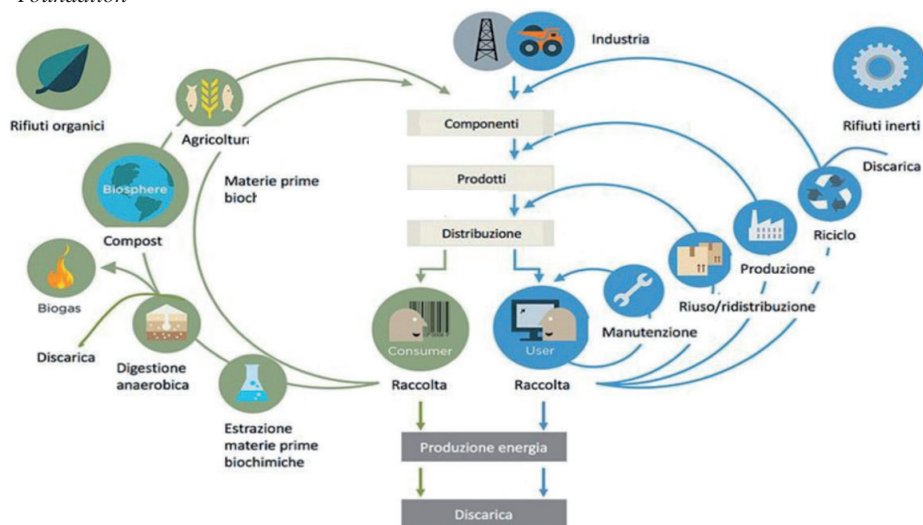 Foundation
Industria
Rifiuti organici
Rifiuti inerti
Agricoltura
Componenti
Discarica
Materie prime
bioch
Prodotti
Biosphere
Distribuzione
Riciclo
Compost
Produzione
Biogas
Riuso/ridistribuzione
Manutenzione
Consumer
User
Discarica
Digestione
anaerobica
Raccolta
Raccolta
Estrazione
materie prime
biochimiche
Produzione energia
Discarica